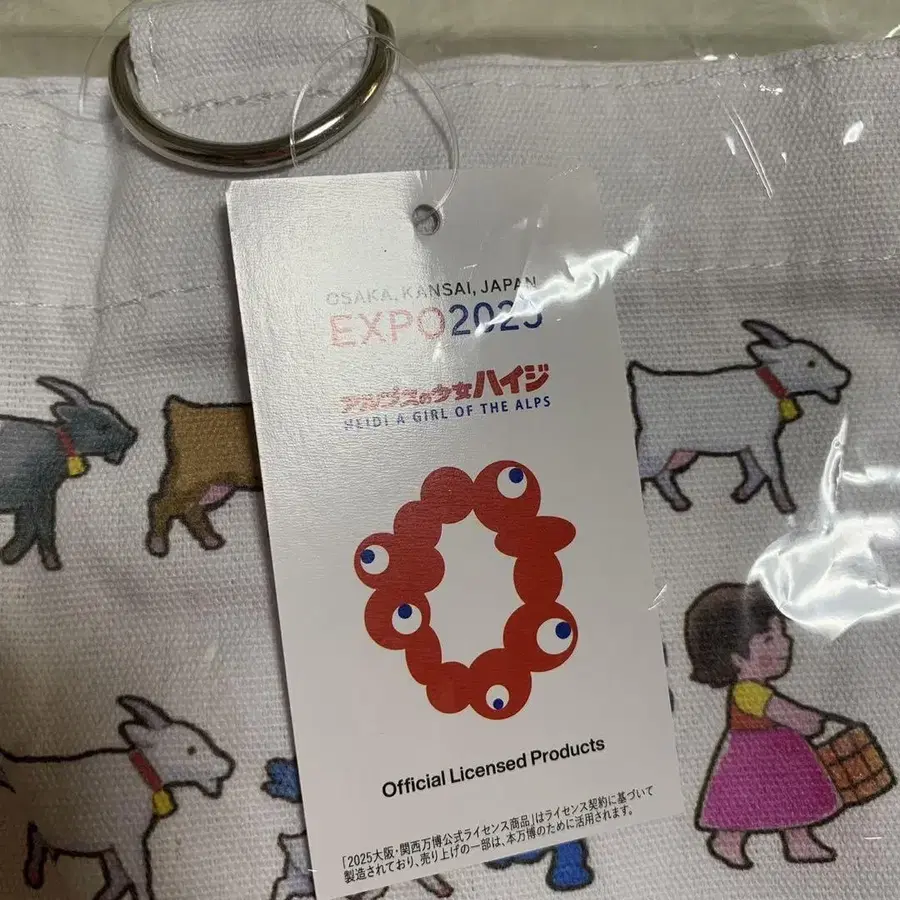 OSAKA, KANSAI, JAPAN
EXPO2025
アルプスの少女ハイジ
HEIDI A GIRL OF THE ALPS
Official Licensed Products
「2025大阪・関西万博公式ライセンス商品」はライセンス契約に基づいて
製造されており、売り上げの一部は、本万博のために活用されます。